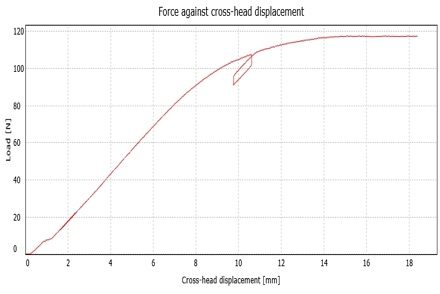 Force against cross-head displacement
120
100
80
60
40
20
0
Load [N]
0 2 4 6 8 10 12 14 16 18
Cross-head displacement [mm]